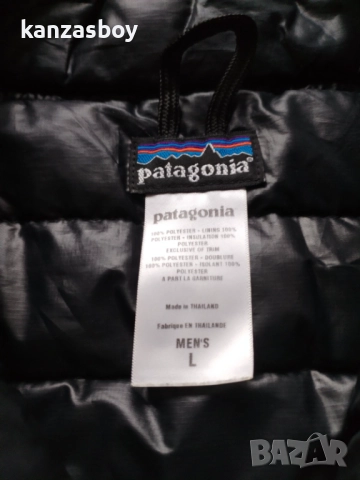 kanzasboy
patagonia®
patagonia
100% POLYESTER - LINING 100%
POLYESTER - INSULATION 100%
POLYESTER
EXCLUSIVE OF TRIM
100% POLYESTER - DOUBLURE
100% POLYESTER - ISOLANT 100%
POLYESTER
À PART LA GARNITURE
Made in THAILAND
Fabriqué EN THAÏLANDE
MEN'S
L
BAZAR